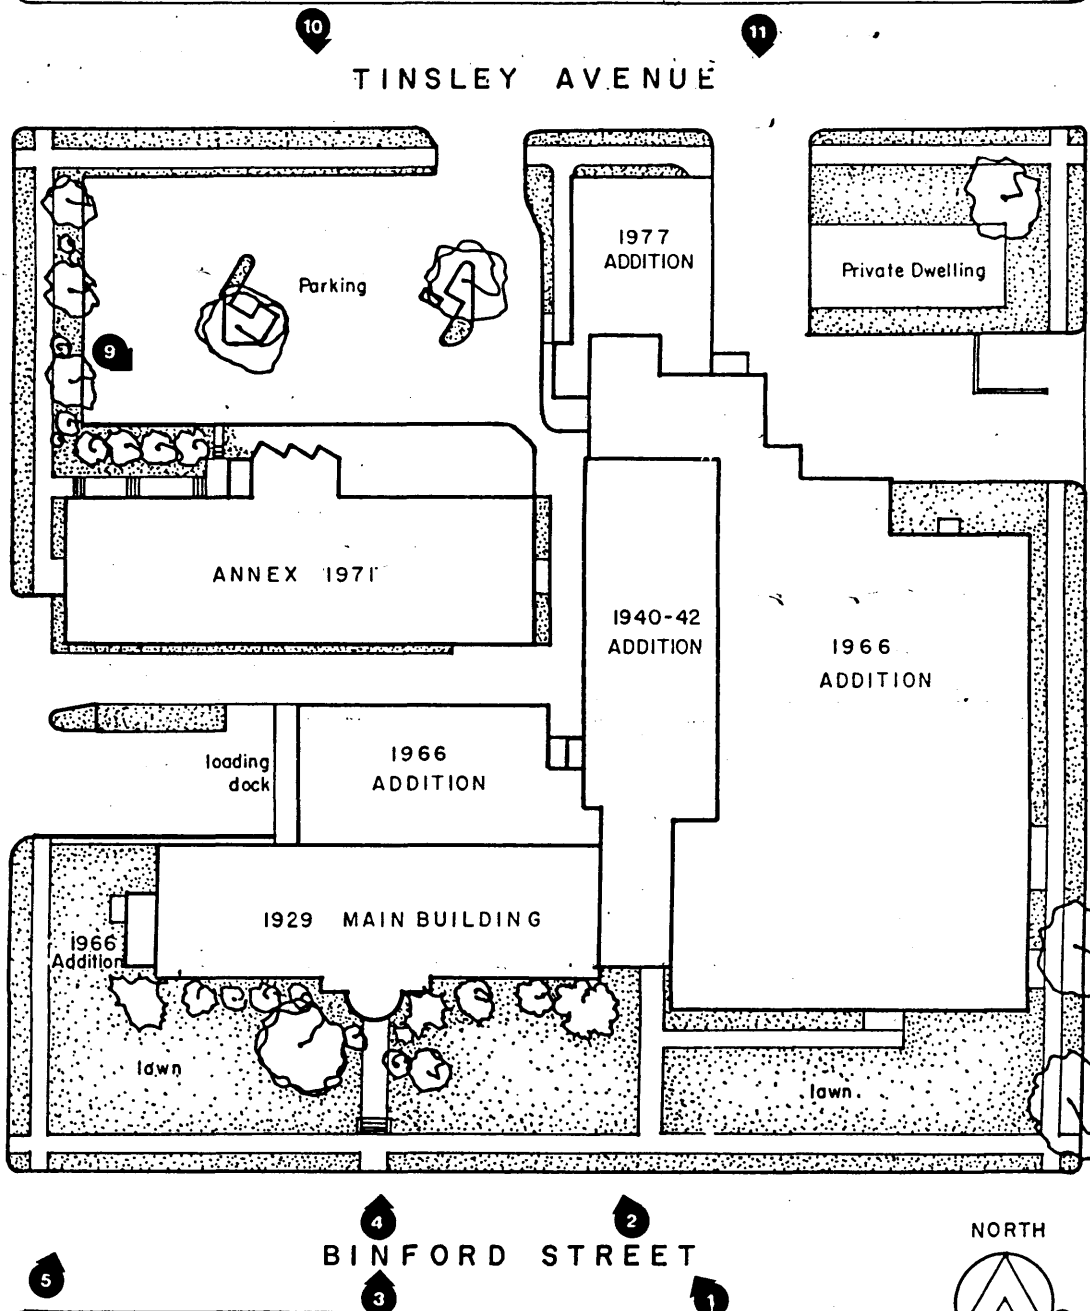 10
11
TINSLEY AVENUE
1977
ADDITION
Private Dwelling
Parking
9
ANNEX 1971
1940-42
ADDITION
1966
ADDITION
1966
ADDITION
loading
dock
1929 MAIN BUILDING
1966
Addition
lawn
lawn
4
2
NORTH
BINFORD STREET
5
3
1